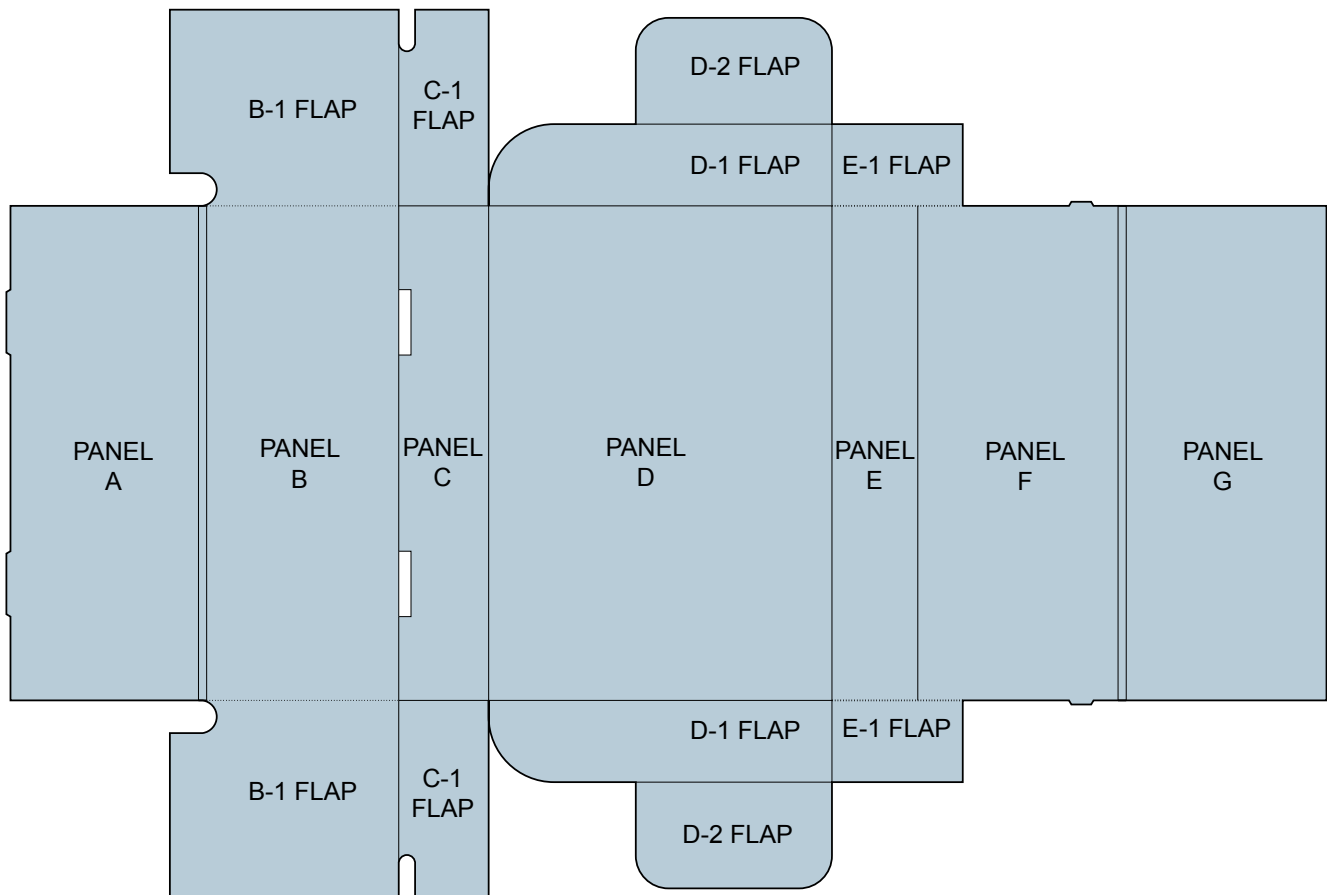 D-2 FLAP
B-1 FLAP
C-1
FLAP
D-1 FLAP
E-1 FLAP
PANEL
A
PANEL
B
PANEL
C
PANEL
D
PANEL
E
PANEL
F
PANEL
G
D-1 FLAP
E-1 FLAP
B-1 FLAP
C-1
FLAP
D-2 FLAP